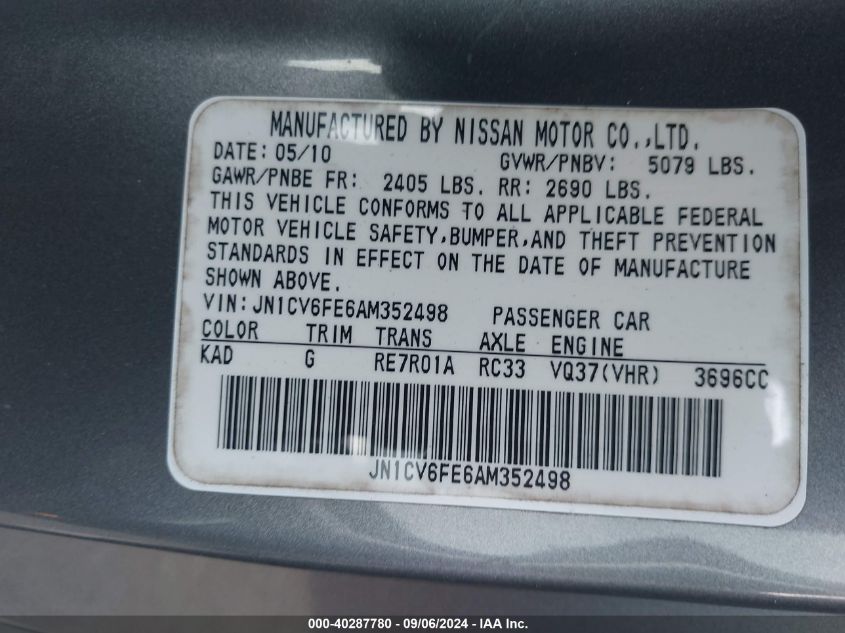 MANUFACTURED BY NISSAN MOTOR CO.,LTD.
DATE: 05/10 GVWR/PNBV: 5079 LBS.
GAWR/PNBE FR: 2405 LBS. RR: 2690 LBS.
THIS VEHICLE CONFORMS TO ALL APPLICABLE FEDERAL
MOTOR VEHICLE SAFETY,BUMPER,AND THEFT PREVENTION
STANDARDS IN EFFECT ON THE DATE OF MANUFACTURE
SHOWN ABOVE.
VIN: JN1CV6FE6AM352498 PASSENGER CAR
COLOR TRIM TRANS AXLE ENGINE
KAD G RE7R01A RC33 VQ37(VHR) 3696CC
JN1CV6FE6AM352498
000-40287780 - 09/06/2024 - IAA Inc.